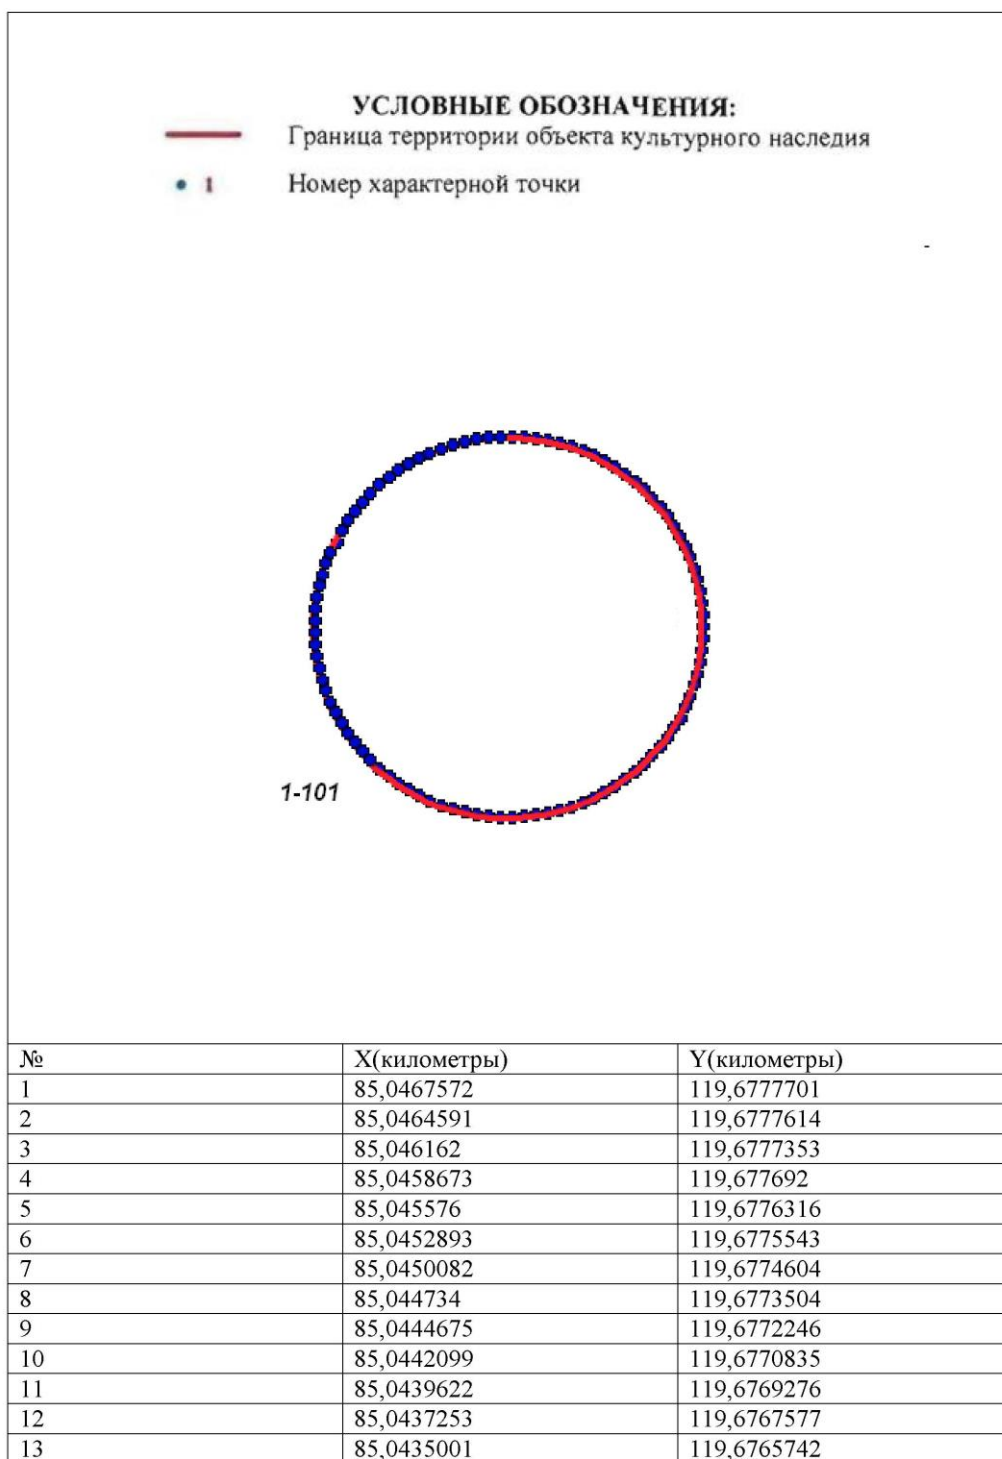 УСЛОВНЫЕ ОБОЗНАЧЕНИЯ:
Граница территории объекта культурного наследия
1 Номер характерной точки
1-101
№ X(километры) Y(километры)
1 85,0467572 119,6777701
2 85,0464591 119,6777614
3 85,046162 119,6777353
4 85,0458673 119,677692
5 85,045576 119,6776316
6 85,0452893 119,6775543
7 85,0450082 119,6774604
8 85,044734 119,6773504
9 85,0444675 119,6772246
10 85,0442099 119,6770835
11 85,0439622 119,6769276
12 85,0437253 119,6767577
13 85,0435001 119,6765742